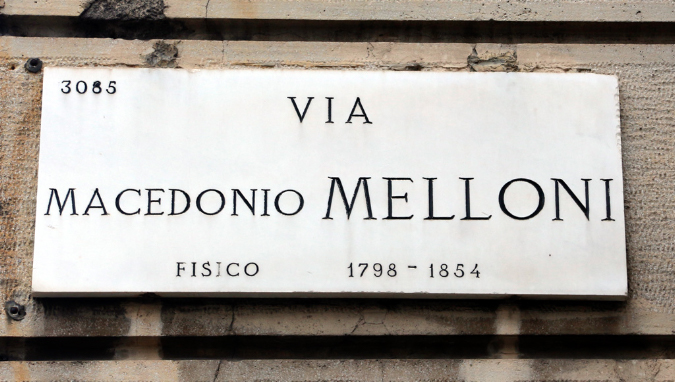 3085
VIA
MACEDONIO MELLONI
FISICO 1798 - 1854